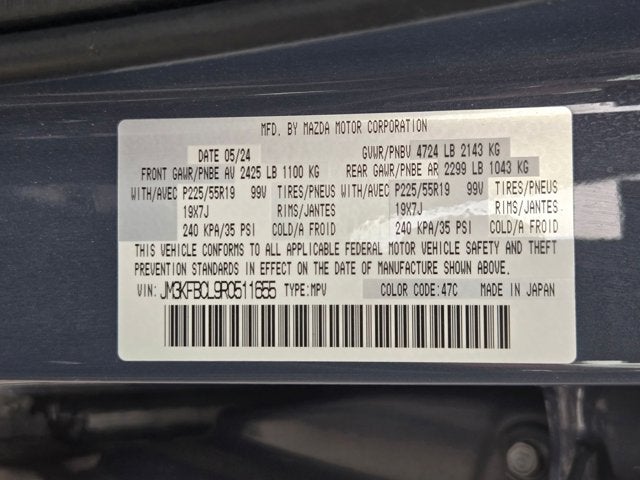 MFD. BY MAZDA MOTOR CORPORATION
DATE 05/24 GVWR/PNBV 4724 LB 2143 KG
FRONT GAWR/PNBE AV 2425 LB 1100 KG REAR GAWR/PNBE AR 2299 LB 1043 KG
WITH/AVEC P225/55R19 99V TIRES/PNEUS WITH/AVEC P225/55R19 99V TIRES/PNEUS
19X7J RIMS/JANTES 19X7J RIMS/JANTES
240 KPA/35 PSI COLD/A FROID 240 KPA/35 PSI COLD/A FROID
THIS VEHICLE CONFORMS TO ALL APPLICABLE FEDERAL MOTOR VEHICLE SAFETY AND THEFT
PREVENTION STANDARDS IN EFFECT ON THE DATE OF MANUFACTURE SHOWN ABOVE.
VIN: JM3KFBCL9R0511655 TYPE:MPV COLOR CODE:47C MADE IN JAPAN